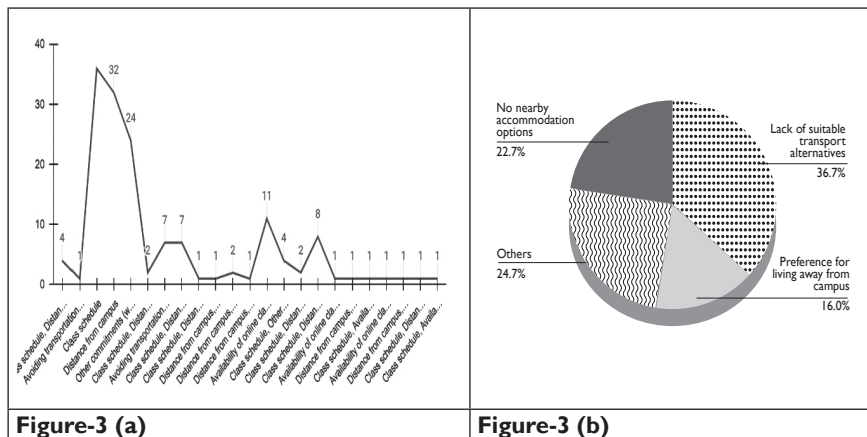 40
30
20
10
0
4
1
32
24
2
7
7
1
1
2
1
11
4
2
8
1
1
1
1
1
1
1
ss schedule, Distan...
Avoiding transportation...
Class schedule
Distance from campus
Other commitments (w...
Class schedule, Distan...
Avoiding transportation...
Class schedule, Distan...
Class schedule, Distan...
Distance from campus...
Distance from campus,...
Distance from campus...
Availability of online cla...
Class schedule, Other...
Class schedule, Distan...
Class schedule, Distan...
Availability of online cla...
Distance from campus,...
Class schedule, Availa...
Availability of online cla...
Distance from campus...
Class schedule, Distan...
Class schedule, Availa...
Figure-3 (a)
No nearby
accommodation
options
22.7%
Lack of suitable
transport
alternatives
36.7%
Others
24.7%
Preference for
living away from
campus
16.0%
Figure-3 (b)